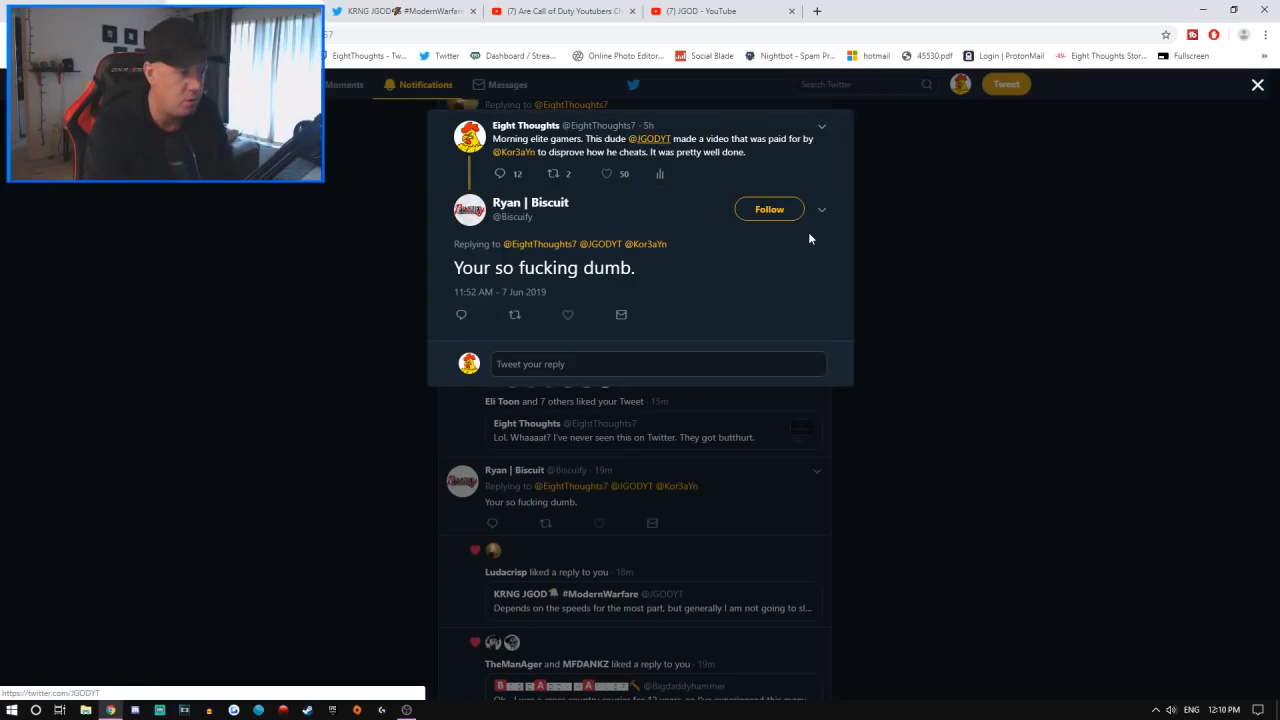 KRNG JGOD #ModernWarfare
(7) Are Call of Duty Youtubers Ch
(7) JGOD - YouTube
57
EightThoughts - Tw...
Twitter
Dashboard / Strea...
Online Photo Editor...
Social Blade
Nightbot - Spam Pr...
hotmail
45530.pdf
Login | ProtonMail
Eight Thoughts Stor...
Fullscreen
Moments
Notifications
Messages
Search Twitter
Tweet
Replying to @EightThoughts7
Eight Thoughts @EightThoughts7 · 5h
Morning elite gamers. This dude @JGODYT made a video that was paid for by
@Kor3aYn to disprove how he cheats. It was pretty well done.
12
2
50
Ryan | Biscuit
@Biscuify
Follow
Replying to @EightThoughts7 @JGODYT @Kor3aYn
Your so fucking dumb.
11:52 AM - 7 Jun 2019
Tweet your reply
Eli Toon and 7 others liked your Tweet · 15m
Eight Thoughts @EightThoughts7
Lol. Whaaaat? I've never seen this on Twitter. They got butthurt.
Ryan | Biscuit @Biscuify · 19m
Replying to @EightThoughts7 @JGODYT @Kor3aYn
Your so fucking dumb.
Ludacrisp liked a reply to you · 18m
KRNG JGOD #ModernWarfare @JGODYT
Depends on the speeds for the most part, but generally I am not going to sl...
TheManAger and MFDANKZ liked a reply to you · 19m
@Bigdaddyhammer
https://twitter.com/JGODYT
ENG
12:10 PM